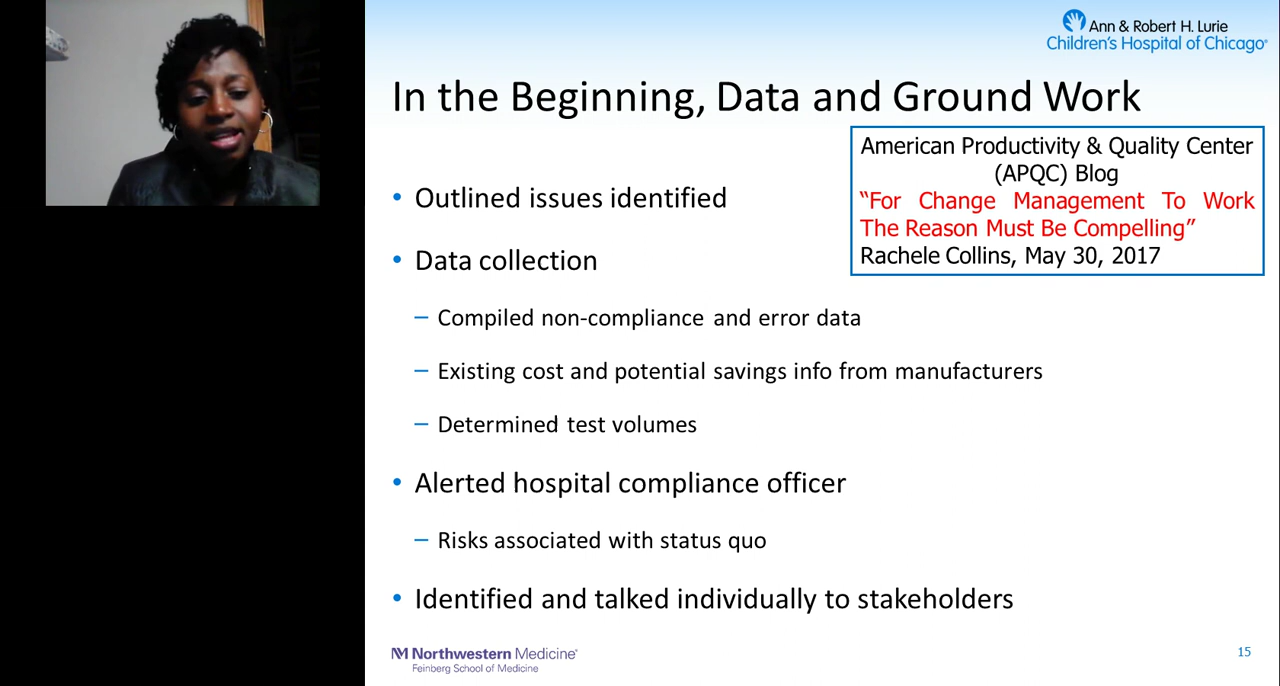 Ann & Robert H. Lurie
Children's Hospital of Chicago®
In the Beginning, Data and Ground Work
American Productivity & Quality Center
(APQC) Blog
“For Change Management To Work
The Reason Must Be Compelling”
Rachele Collins, May 30, 2017
• Outlined issues identified
• Data collection
– Compiled non-compliance and error data
– Existing cost and potential savings info from manufacturers
– Determined test volumes
• Alerted hospital compliance officer
– Risks associated with status quo
• Identified and talked individually to stakeholders
Northwestern Medicine®
Feinberg School of Medicine
15